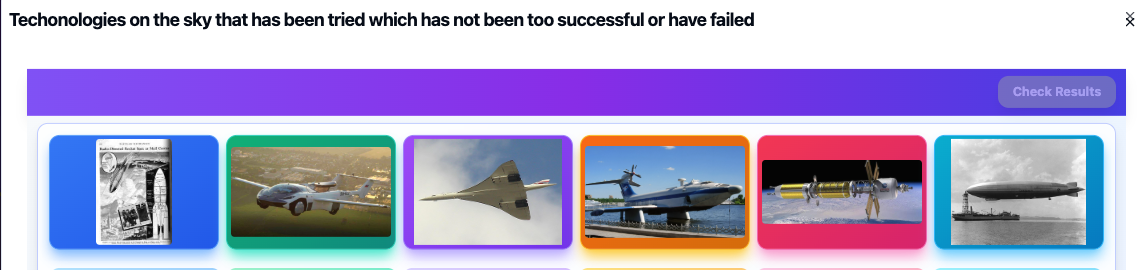 Techonologies on the sky that has been tried which has not been too successful or have failed
Check Results